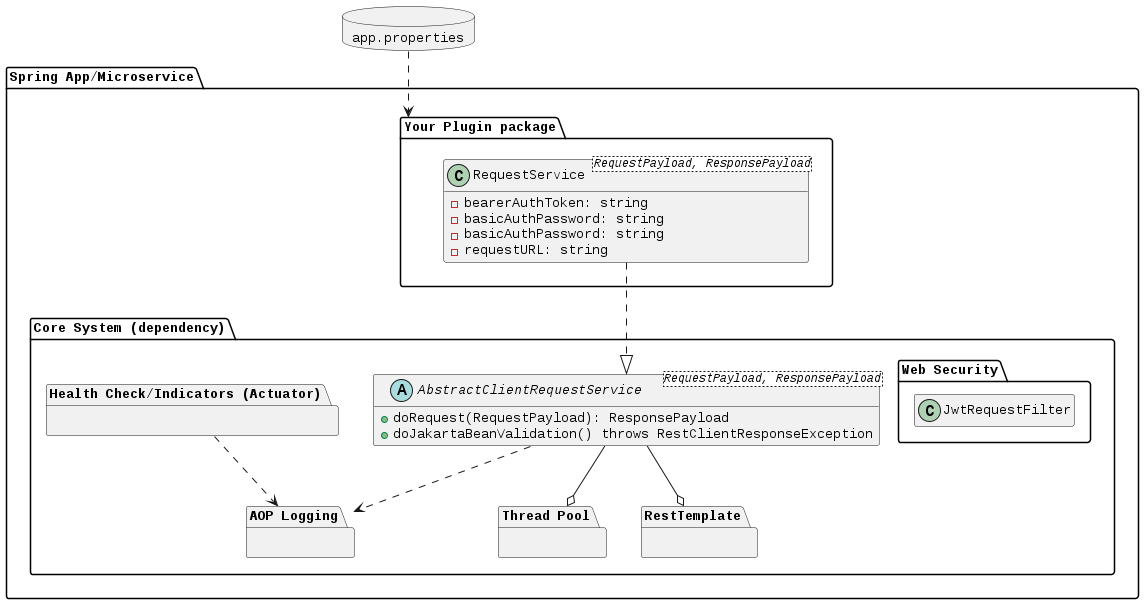 app.properties
Spring App/Microservice
Your Plugin package
RequestPayload, ResponsePayload
C RequestService
bearerAuthToken: string
basicAuthPassword: string
basicAuthPassword: string
requestURL: string
Core System (dependency)
Web Security
RequestPayload, ResponsePayload
Health Check/Indicators (Actuator)
A AbstractClientRequestService
C JwtRequestFilter
doRequest(RequestPayload): ResponsePayload
doJakartaBeanValidation() throws RestClientResponseException
AOP Logging
Thread Pool
RestTemplate